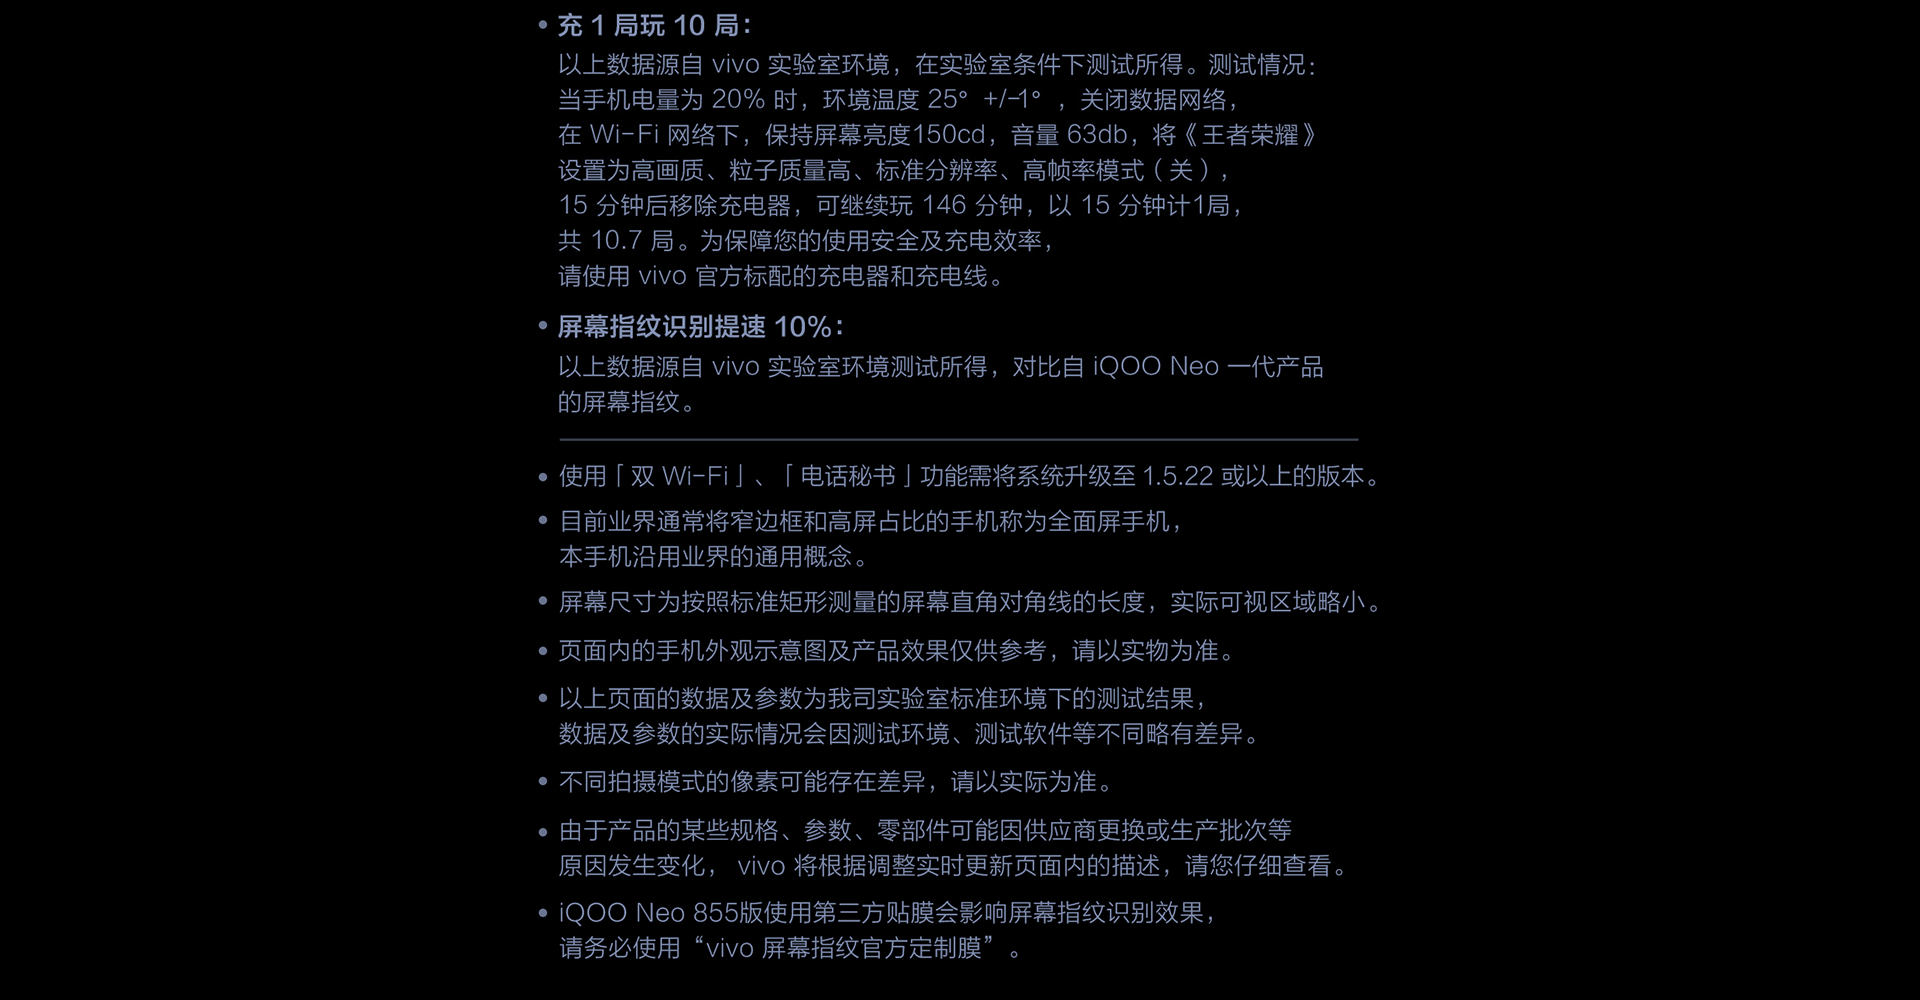 • 充 1 局玩 10 局：
以上数据源自 vivo 实验室环境，在实验室条件下测试所得。测试情况：
当手机电量为 20% 时，环境温度 25° +/-1° ，关闭数据网络，
在 Wi-Fi 网络下，保持屏幕亮度150cd，音量 63db，将《王者荣耀》
设置为高画质、粒子质量高、标准分辨率、高帧率模式（关），
15 分钟后移除充电器，可继续玩 146 分钟，以 15 分钟计1局，
共 10.7 局。为保障您的使用安全及充电效率，
请使用 vivo 官方标配的充电器和充电线。
• 屏幕指纹识别提速 10%：
以上数据源自 vivo 实验室环境测试所得，对比自 iQOO Neo 一代产品
的屏幕指纹。
• 使用「双 Wi-Fi」、「电话秘书」功能需将系统升级至 1.5.22 或以上的版本。
• 目前业界通常将窄边框和高屏占比的手机称为全面屏手机，
本手机沿用业界的通用概念。
• 屏幕尺寸为按照标准矩形测量的屏幕直角对角线的长度，实际可视区域略小。
• 页面内的手机外观示意图及产品效果仅供参考，请以实物为准。
• 以上页面的数据及参数为我司实验室标准环境下的测试结果，
数据及参数的实际情况会因测试环境、测试软件等不同略有差异。
• 不同拍摄模式的像素可能存在差异，请以实际为准。
• 由于产品的某些规格、参数、零部件可能因供应商更换或生产批次等
原因发生变化， vivo 将根据调整实时更新页面内的描述，请您仔细查看。
• iQOO Neo 855版使用第三方贴膜会影响屏幕指纹识别效果，
请务必使用“vivo 屏幕指纹官方定制膜” 。